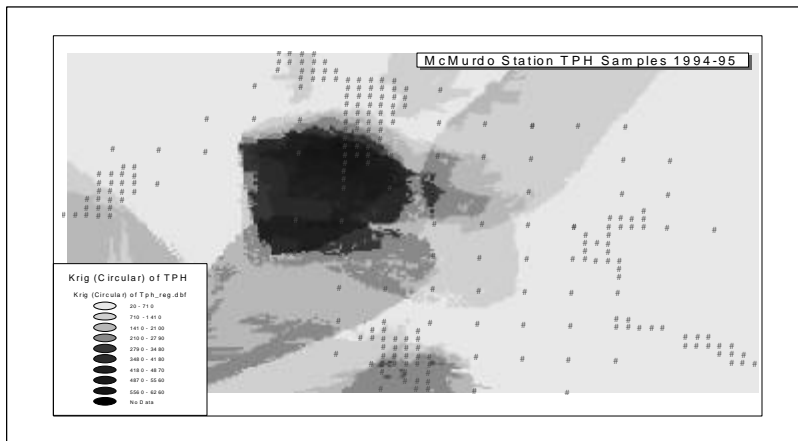 McMurdo Station TPH Samples 1994-95
Krig (Circular) of TPH
Krig (Circular) of Tph_reg.dbf
20 - 710
710 - 1410
1410 - 2100
2100 - 2790
2790 - 3480
3480 - 4180
4180 - 4870
4870 - 5560
5560 - 6260
No Data